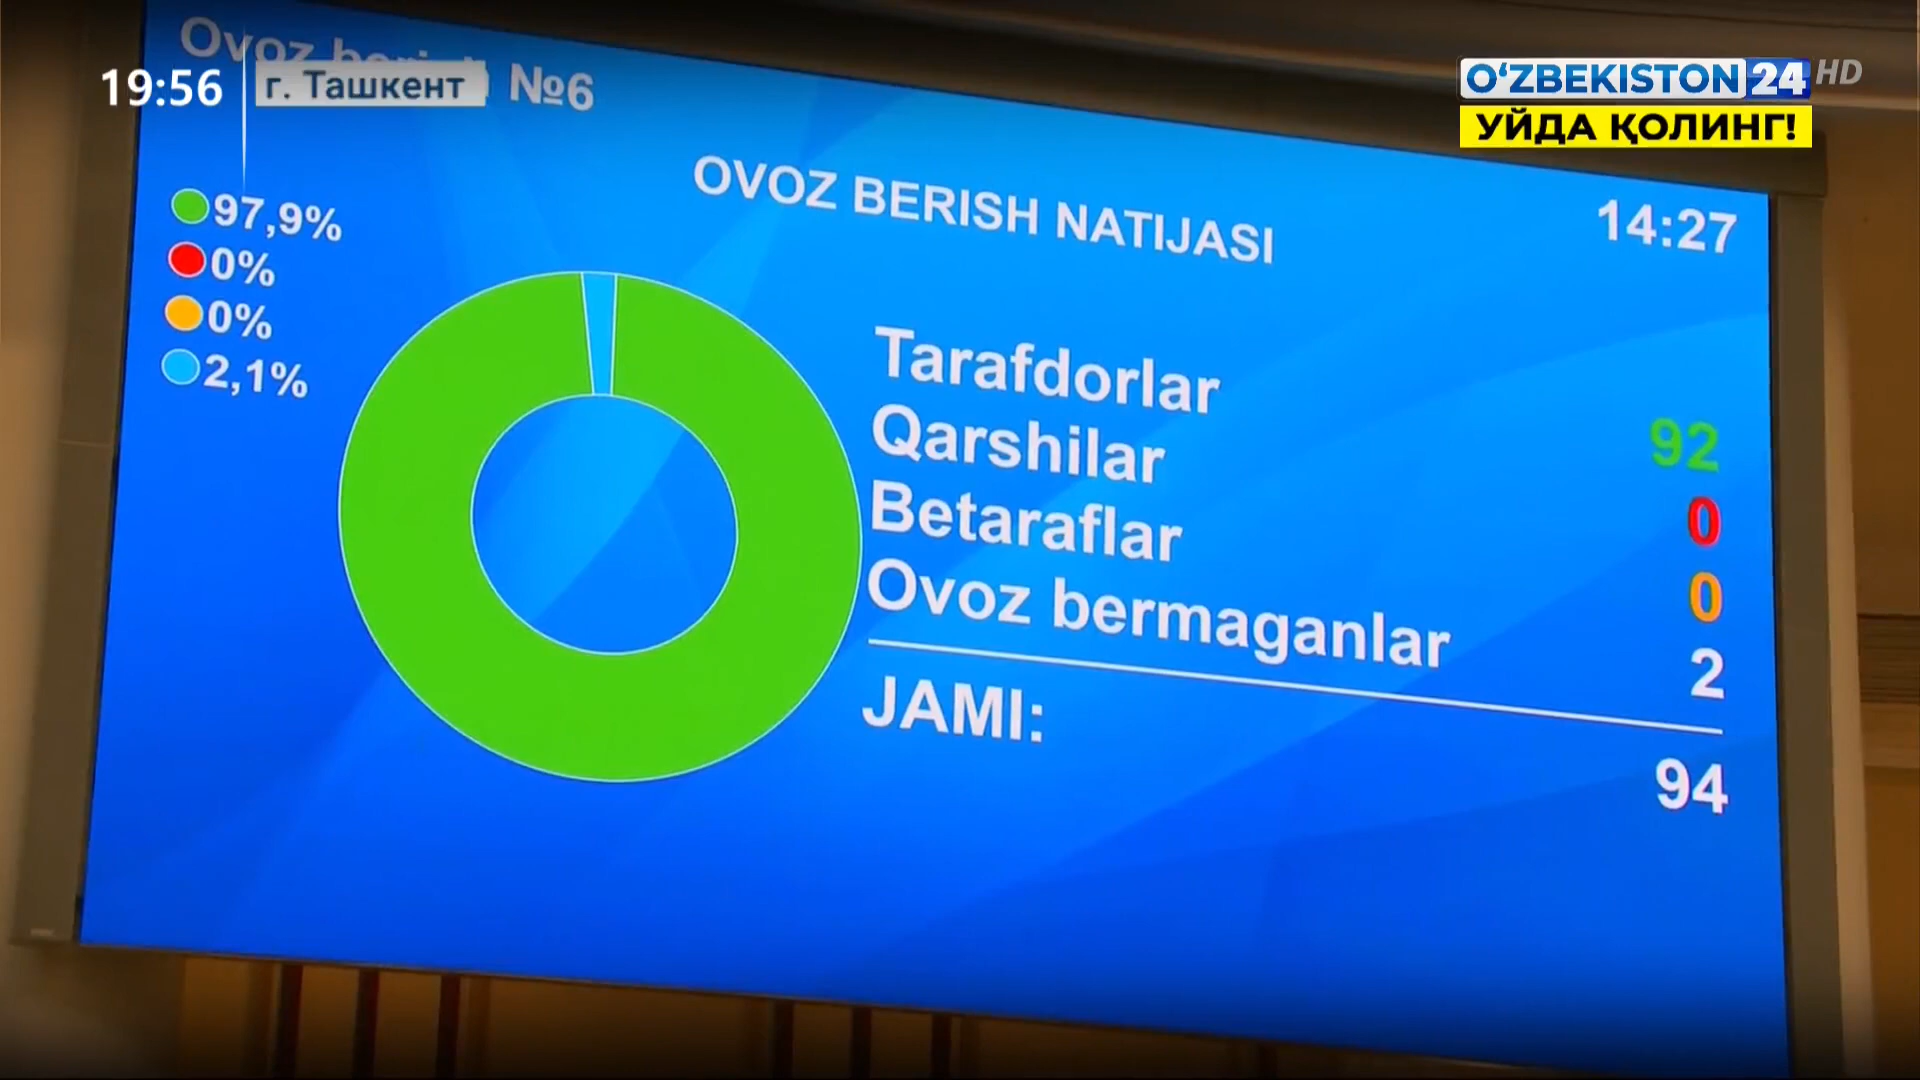 Ovoz
19:56
г. Ташкент
№6
O‘ZBEKISTON 24 HD
УЙДА ҚОЛИНГ!
OVOZ BERISH NATIJASI
14:27
97,9%
0%
0%
2,1%
Tarafdorlar 92
Qarshilar 0
Betaraflar 0
Ovoz bermaganlar 2
JAMI: 94